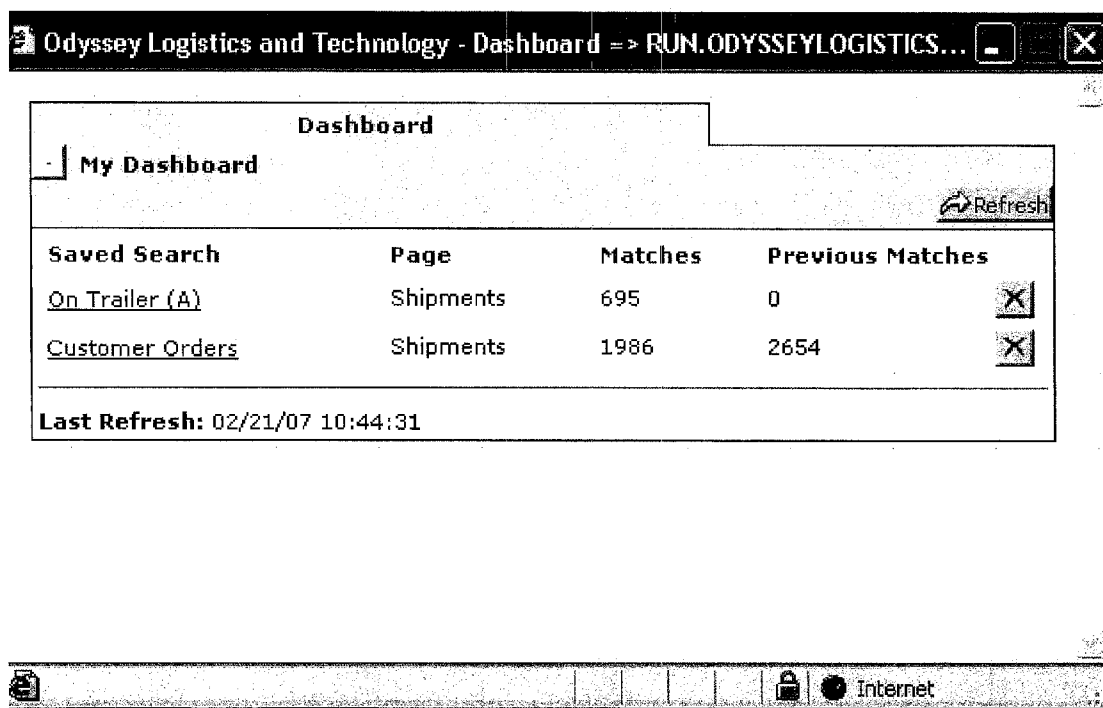 Odyssey Logistics and Technology - Dashboard => RUN.ODYSSEYLOGISTICS...
Dashboard
- My Dashboard
Refresh
Saved Search Page Matches Previous Matches
On Trailer (A) Shipments 695 0
Customer Orders Shipments 1986 2654
Last Refresh: 02/21/07 10:44:31
Internet